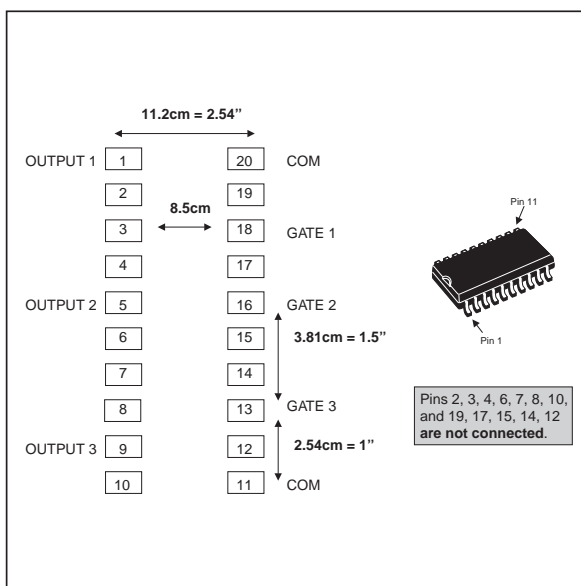 11.2cm = 2.54”
OUTPUT 1 1 20 COM
2 19
8.5cm
3 18 GATE 1
4 17
OUTPUT 2 5 16 GATE 2
6 15
3.81cm = 1.5”
7 14
8 13 GATE 3
OUTPUT 3 9 12
2.54cm = 1”
10 11 COM
Pin 11
Pin 1
Pins 2, 3, 4, 6, 7, 8, 10,
and 19, 17, 15, 14, 12
are not connected.